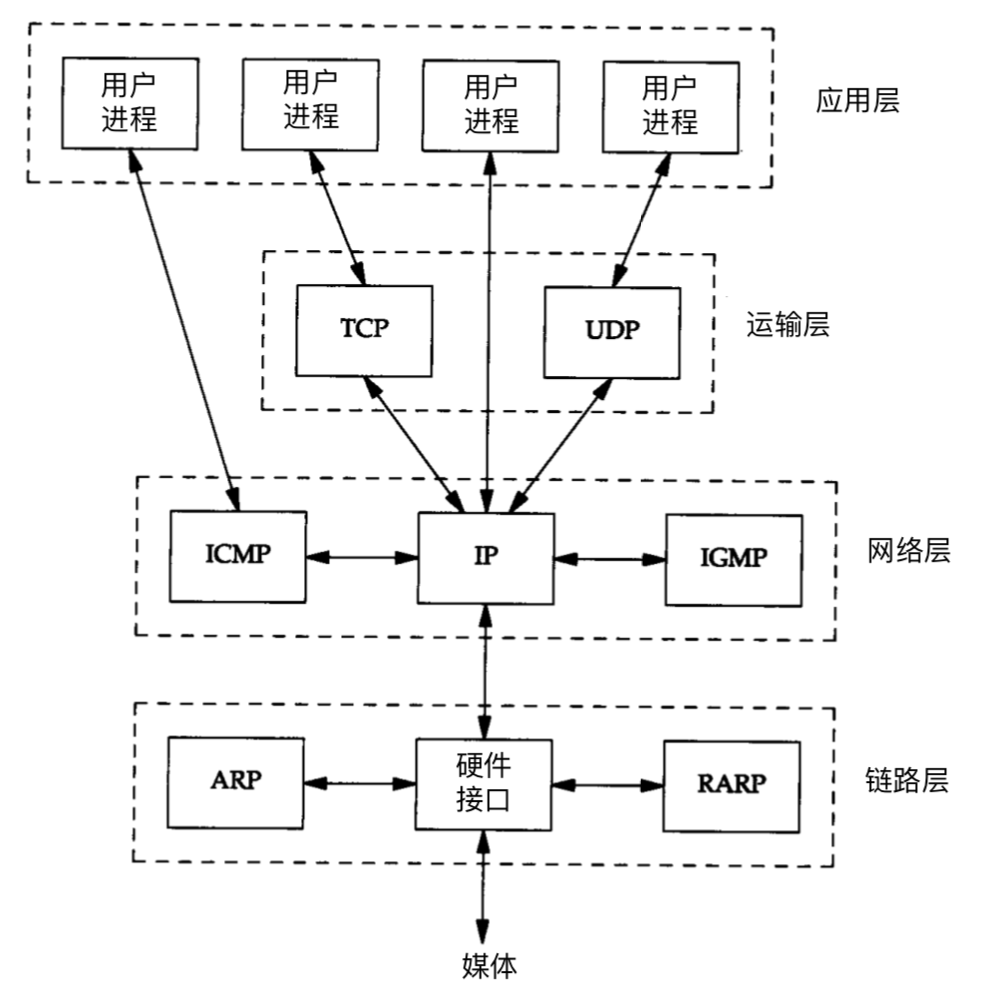 用户
进程
用户
进程
用户
进程
用户
进程
应用层
TCP
UDP
运输层
ICMP
IP
IGMP
网络层
ARP
硬件
接口
RARP
链路层
媒体